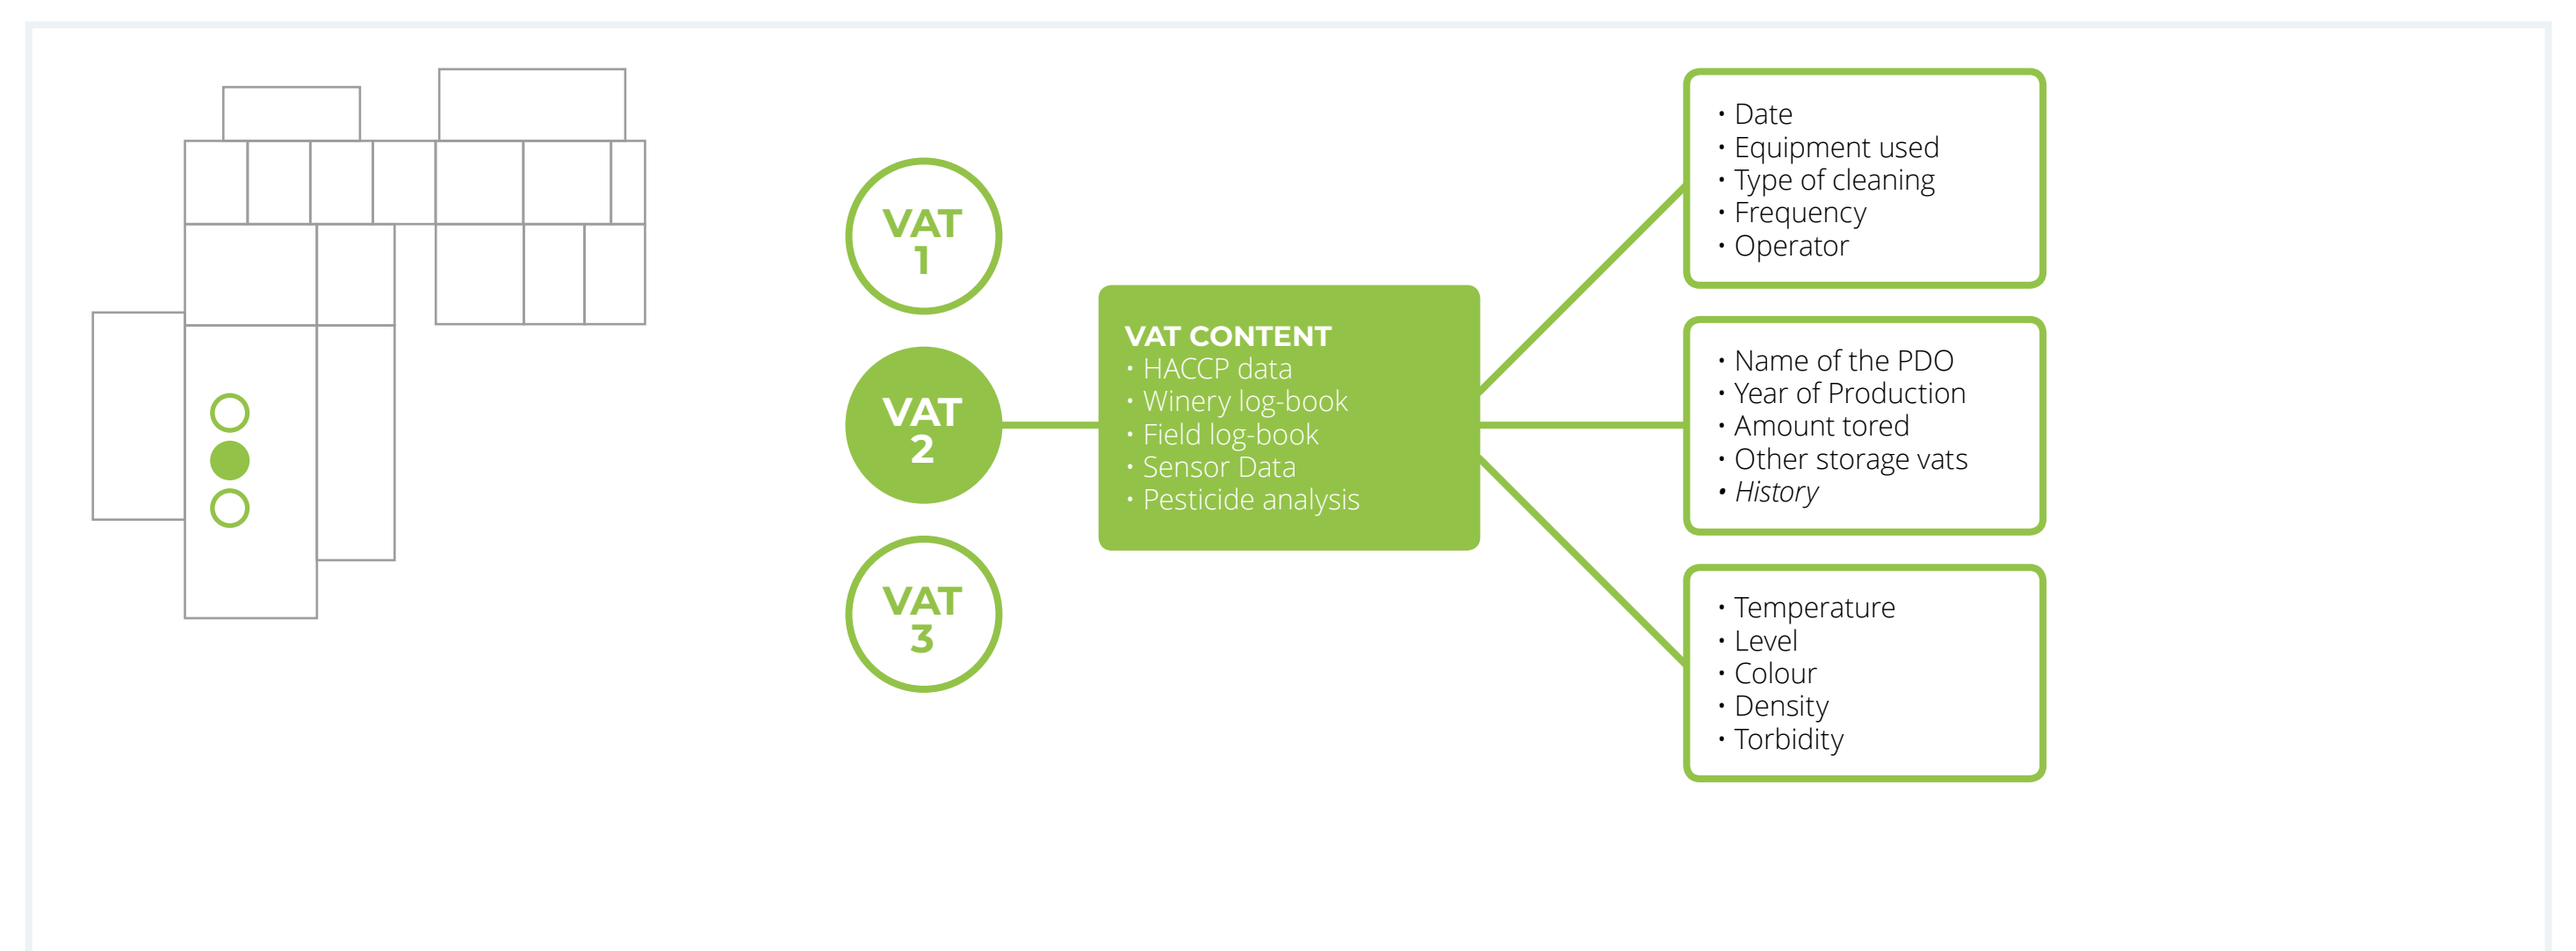 VAT
1
VAT
2
VAT
3
VAT CONTENT
• HACCP data
• Winery log-book
• Field log-book
• Sensor Data
• Pesticide analysis
• Date
• Equipment used
• Type of cleaning
• Frequency
• Operator
• Name of the PDO
• Year of Production
• Amount tored
• Other storage vats
• History
• Temperature
• Level
• Colour
• Density
• Torbidity